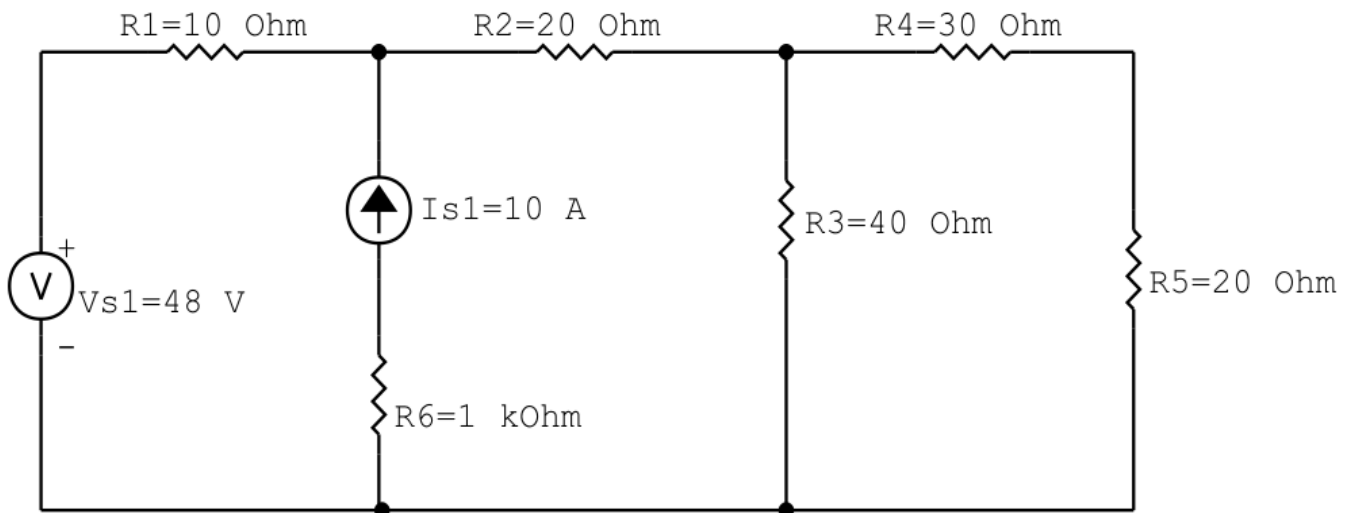 R1=10 Ohm
R2=20 Ohm
R4=30 Ohm
Is1=10 A
R3=40 Ohm
+
V
Vs1=48 V
-
R5=20 Ohm
R6=1 kOhm